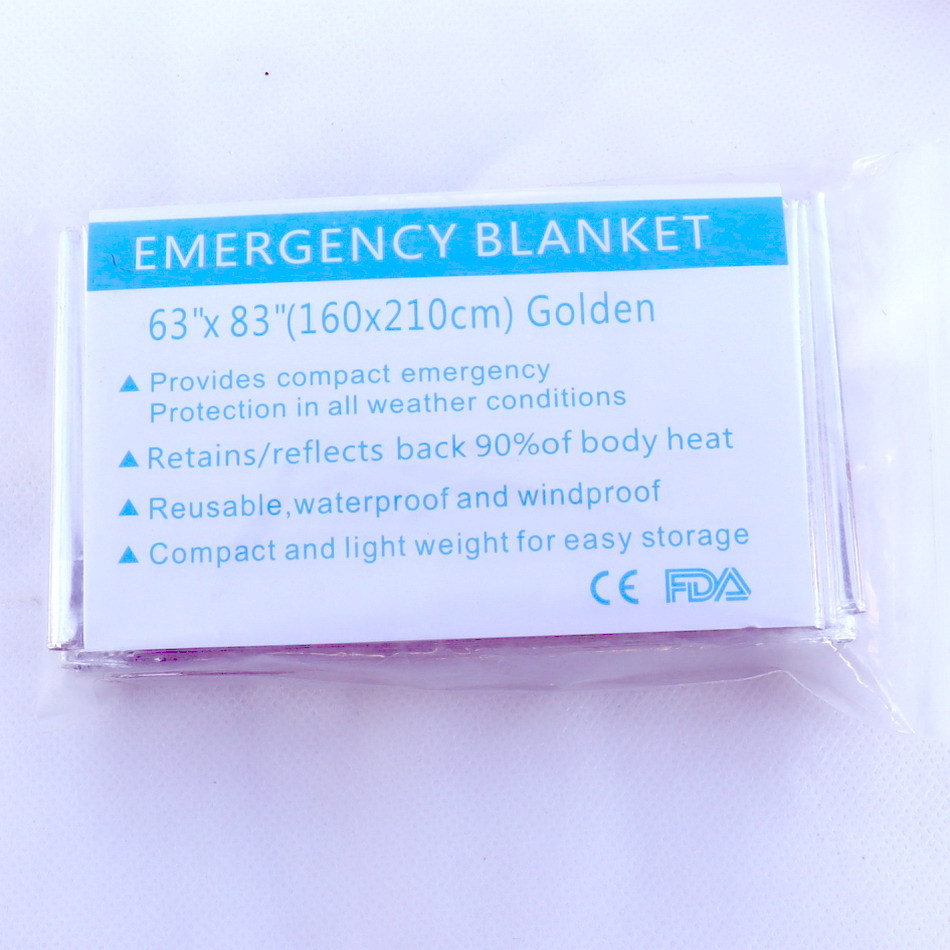 EMERGENCY BLANKET
63"x 83"(160x210cm) Golden
▲ Provides compact emergency
Protection in all weather conditions
▲ Retains/reflects back 90%of body heat
▲ Reusable,waterproof and windproof
▲ Compact and light weight for easy storage
CE FDA